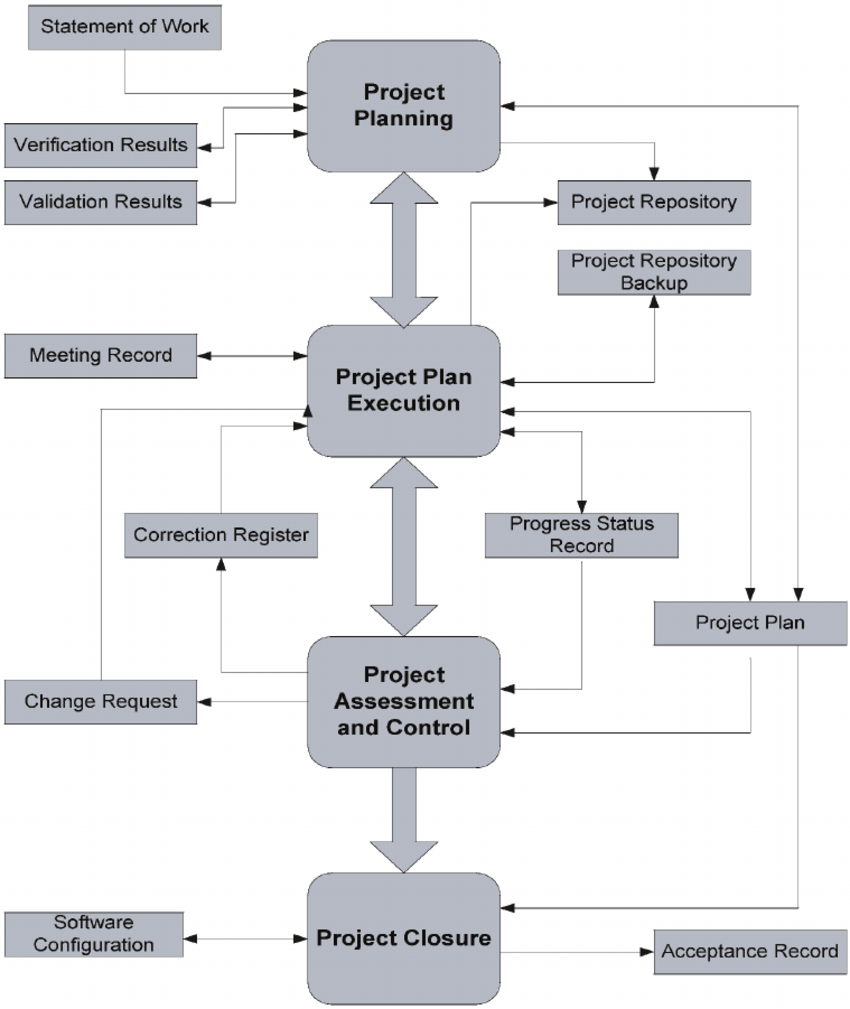 Statement of Work
Project
Planning
Verification Results
Validation Results
Project Repository
Project Repository
Backup
Meeting Record
Project Plan
Execution
Correction Register
Progress Status
Record
Project Plan
Project
Assessment
and Control
Change Request
Software
Configuration
Project Closure
Acceptance Record